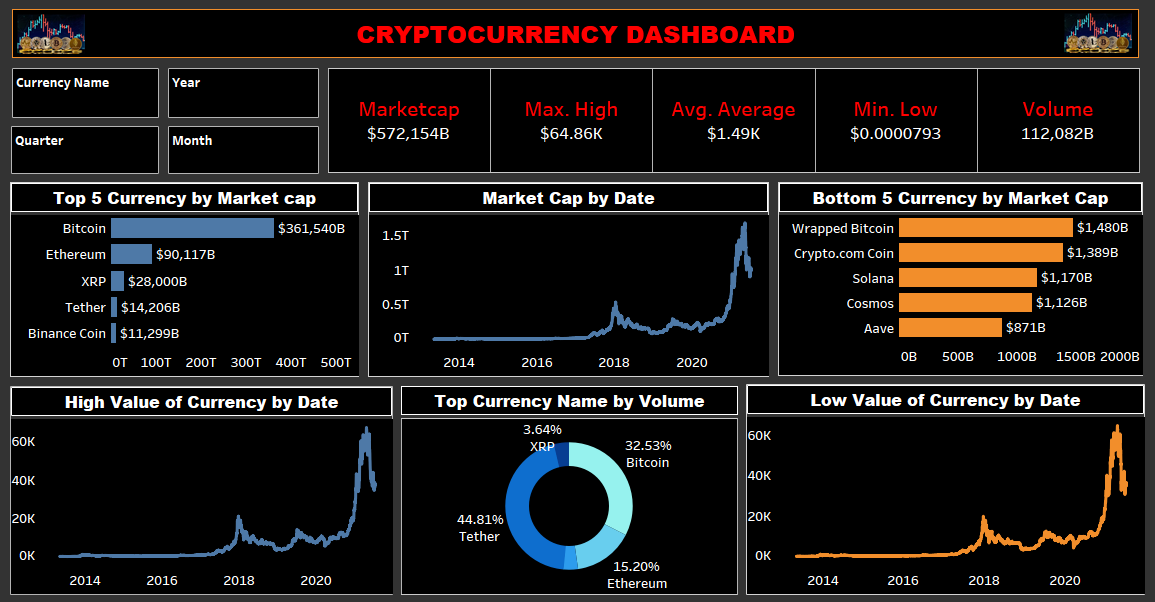 CRYPTOCURRENCY DASHBOARD
Currency Name
Year
Quarter
Month
Marketcap
$572,154B
Max. High
$64.86K
Avg. Average
$1.49K
Min. Low
$0.0000793
Volume
112,082B
Top 5 Currency by Market cap
Bitcoin $361,540B
Ethereum $90,117B
XRP $28,000B
Tether $14,206B
Binance Coin $11,299B
0T 100T 200T 300T 400T 500T
Market Cap by Date
1.5T
1T
0.5T
0T
2014 2016 2018 2020
Bottom 5 Currency by Market Cap
Wrapped Bitcoin $1,480B
Crypto.com Coin $1,389B
Solana $1,170B
Cosmos $1,126B
Aave $871B
0B 500B 1000B 1500B 2000B
High Value of Currency by Date
60K
40K
20K
0K
2014 2016 2018 2020
Top Currency Name by Volume
3.64%
XRP
32.53%
Bitcoin
44.81%
Tether
15.20%
Ethereum
Low Value of Currency by Date
60K
40K
20K
0K
2014 2016 2018 2020